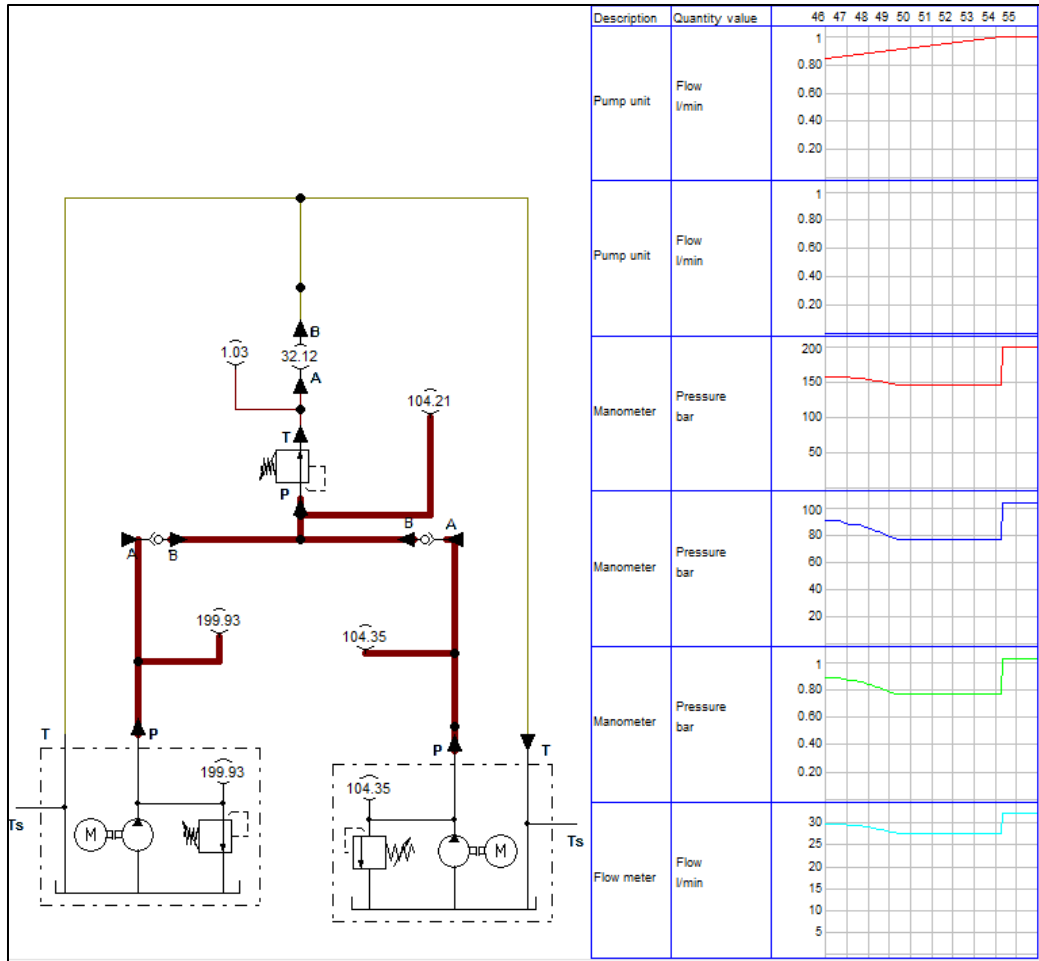 Description Quantity value 46 47 48 49 50 51 52 53 54 55
Pump unit
Flow
l/min
1
0.80
0.60
0.40
0.20
Pump unit
Flow
l/min
1
0.80
0.60
0.40
0.20
Manometer
Pressure
bar
200
150
100
50
Manometer
Pressure
bar
100
80
60
40
20
Manometer
Pressure
bar
1
0.80
0.60
0.40
0.20
Flow meter
Flow
l/min
30
25
20
15
10
5
B
1.03
32.12
A
104.21
T
P
B A
A B
199.93
104.35
T P
P T
199.93
104.35
Ts
M
M
Ts